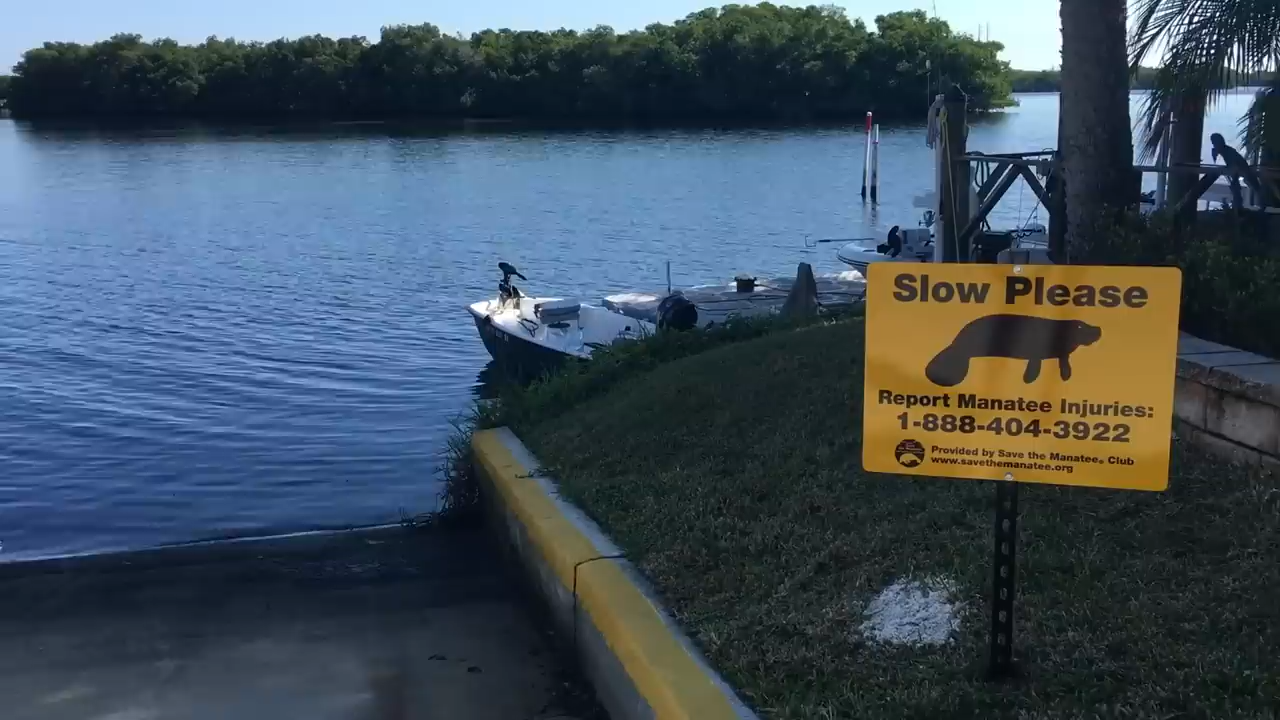 Slow Please
Report Manatee Injuries:
1-888-404-3922
Provided by Save the Manatee® Club
www.savethemanatee.org